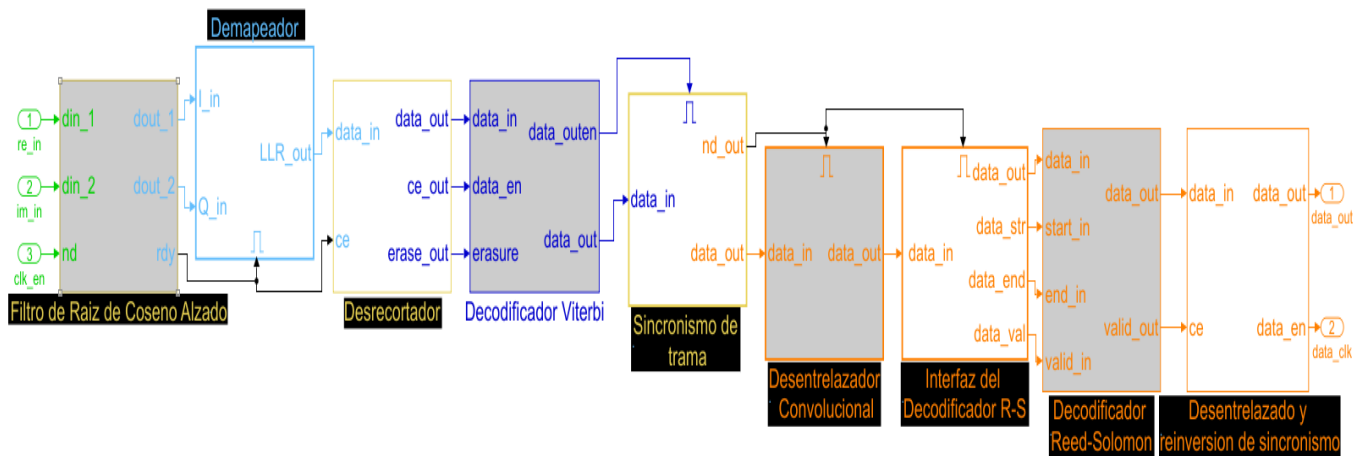 Demapeador
I_in
Q_in
LLR_out
1
re_in
2
im_in
3
clk_en
din_1
din_2
nd
dout_1
dout_2
rdy
Filtro de Raiz de Coseno Alzado
data_in
ce
data_out
ce_out
erase_out
Desrecortador
data_in
data_en
erasure
data_outen
data_out
Decodificador Viterbi
data_in
nd_out
data_out
Sincronismo de
trama
data_in
data_out
Desentrelazador
Convolucional
data_in
data_out
data_str
data_end
data_val
Interfaz del
Decodificador R-S
data_in
start_in
end_in
valid_in
data_out
valid_out
Decodificador
Reed-Solomon
data_in
ce
data_out
data_en
Desentrelazado y
reinversion de sincronismo
1
data_out
2
data_clk